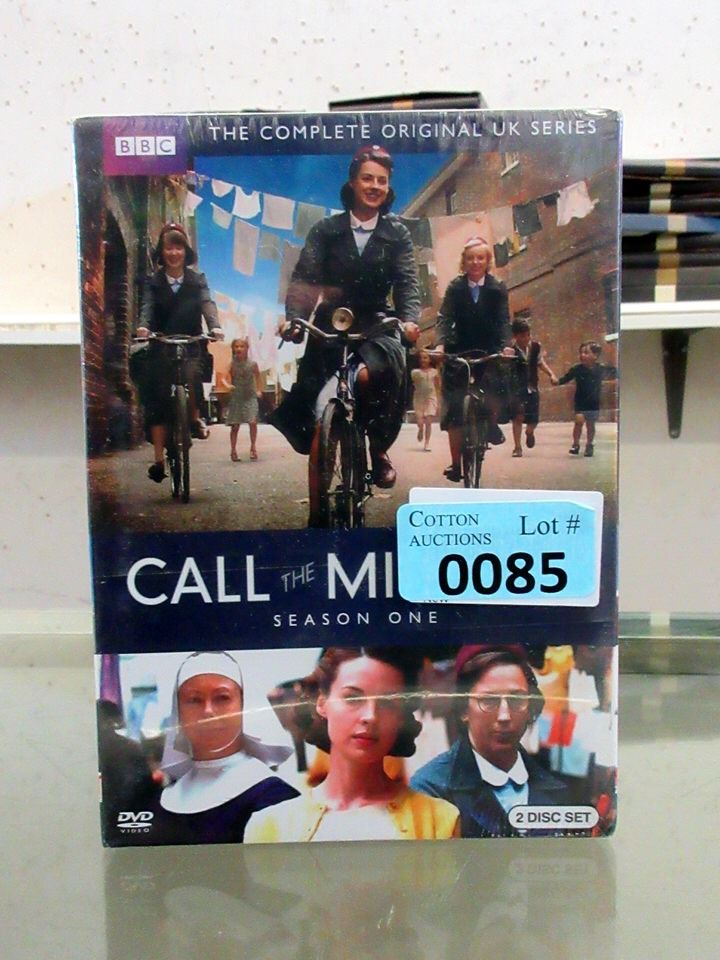 BBC
THE COMPLETE ORIGINAL UK SERIES
COTTON AUCTIONS
Lot #
0085
CALL THE MI
SEASON ONE
DVD
VIDEO
2 DISC SET